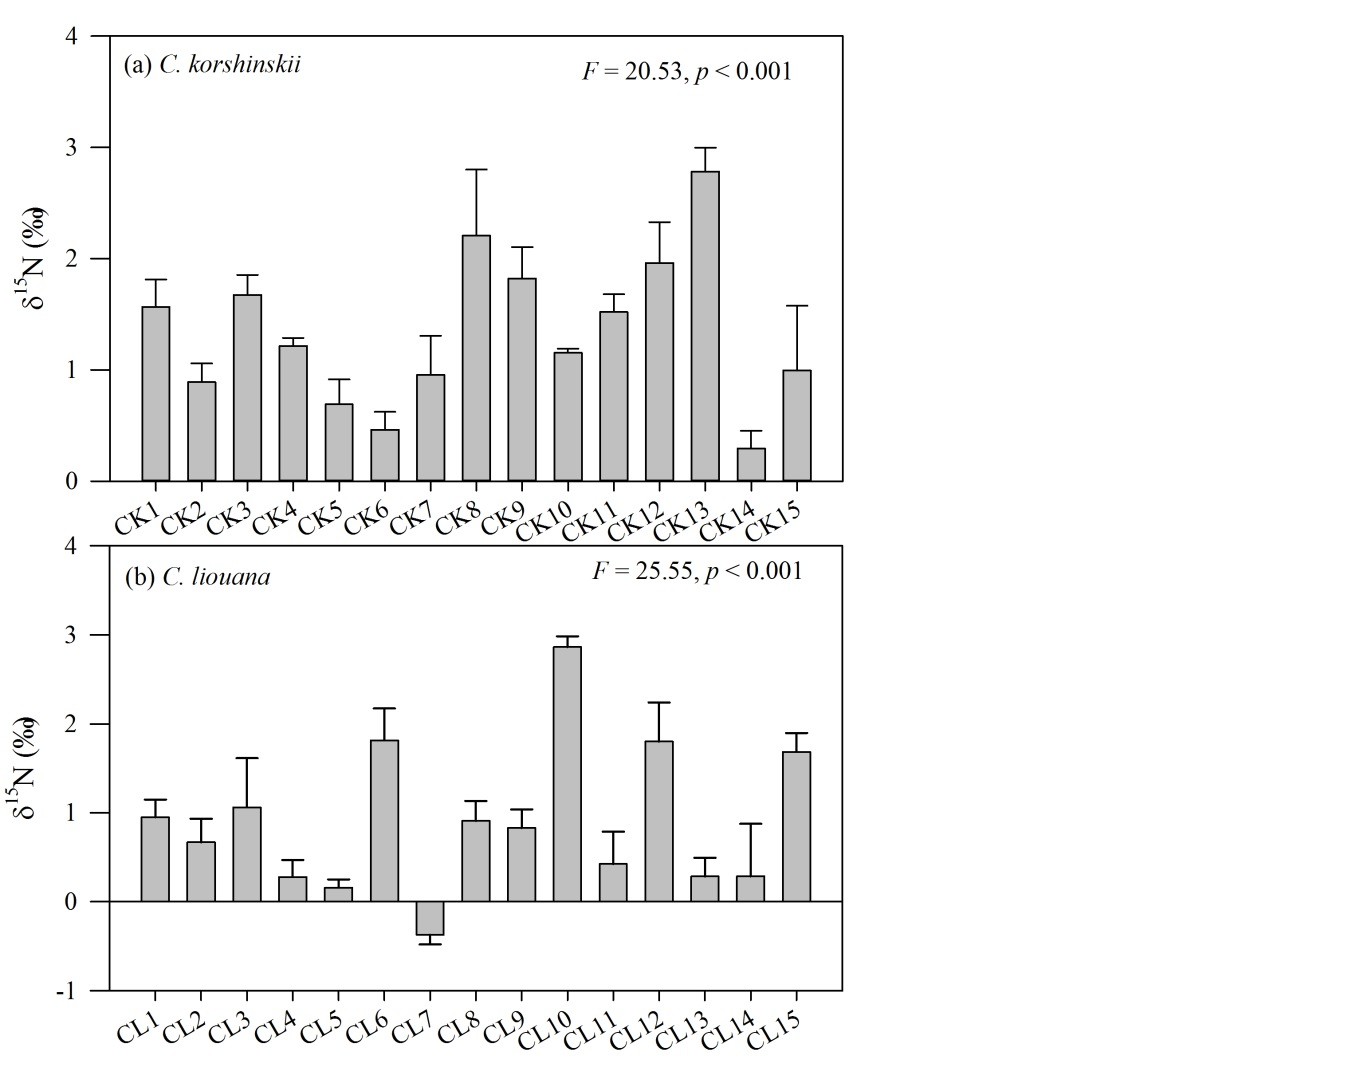 (a) C. korshinskii
F = 20.53, p < 0.001
4
3
2
1
0
δ¹⁵N (‰)
CK1 CK2 CK3 CK4 CK5 CK6 CK7 CK8 CK9 CK10 CK11 CK12 CK13 CK14 CK15
(b) C. liouana
F = 25.55, p < 0.001
4
3
2
1
0
-1
δ¹⁵N (‰)
CL1 CL2 CL3 CL4 CL5 CL6 CL7 CL8 CL9 CL10 CL11 CL12 CL13 CL14 CL15